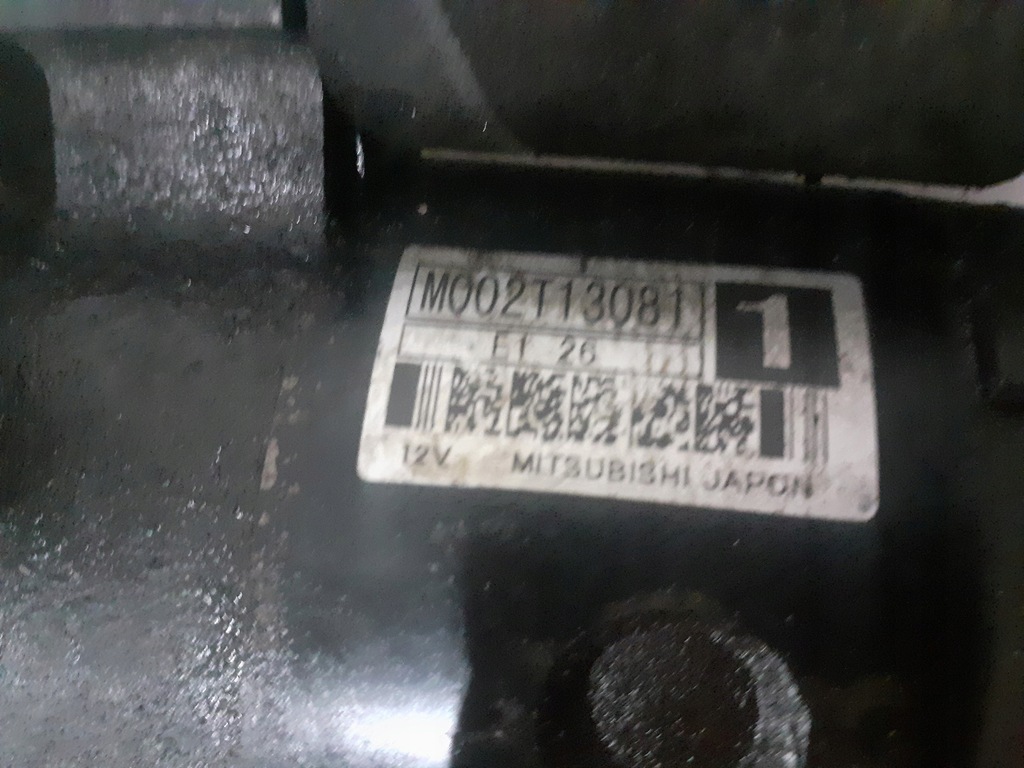 M002T13081
1
E1 26
12V MITSUBISHI JAPON